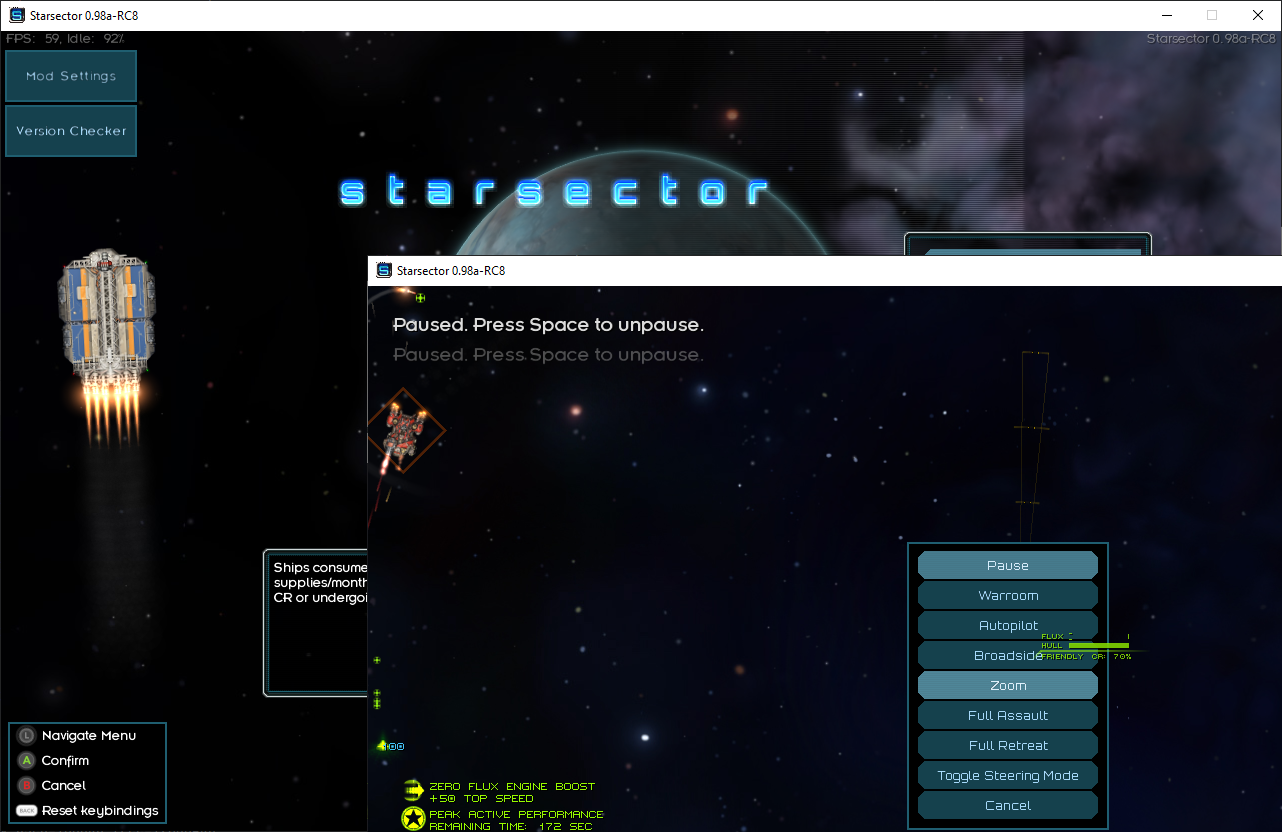 Starsector 0.98a-RC8
FPS: 59, Idle: 92%
Starsector 0.98a-RC8
Mod Settings
Version Checker
starsector
Starsector 0.98a-RC8
Paused. Press Space to unpause.
Paused. Press Space to unpause.
Ships consume
supplies/month
CR or undergoi
Pause
Warroom
Autopilot
Broadside
Zoom
Full Assault
Full Retreat
Toggle Steering Mode
Cancel
FLUX
HULL
FRIENDLY CR: 70%
L Navigate Menu
A Confirm
B Cancel
BACK Reset keybindings
100
ZERO FLUX ENGINE BOOST
+50 TOP SPEED
PEAK ACTIVE PERFORMANCE
REMAINING TIME: 172 SEC